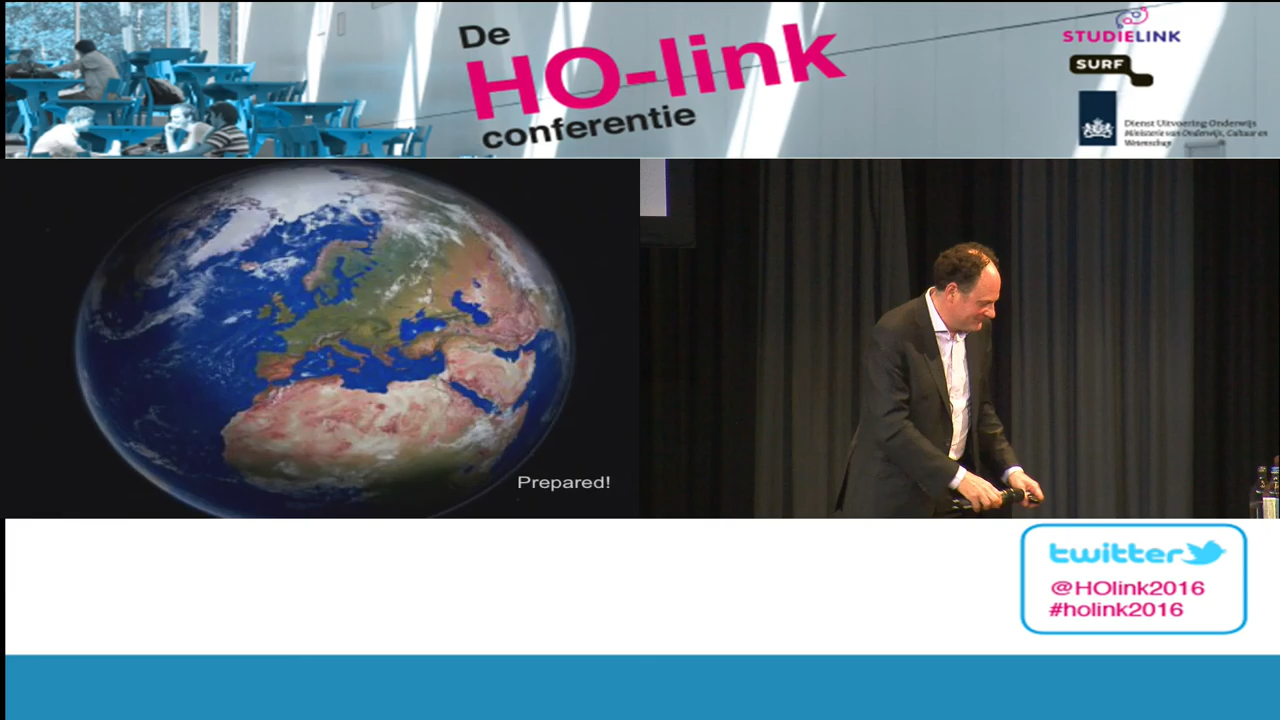 De
HO-link
conferentie
STUDIELINK
SURF
Dienst Uitvoering Onderwijs
Ministerie van Onderwijs, Cultuur en
Wetenschap
Prepared!
twitter
@HOlink2016
#holink2016